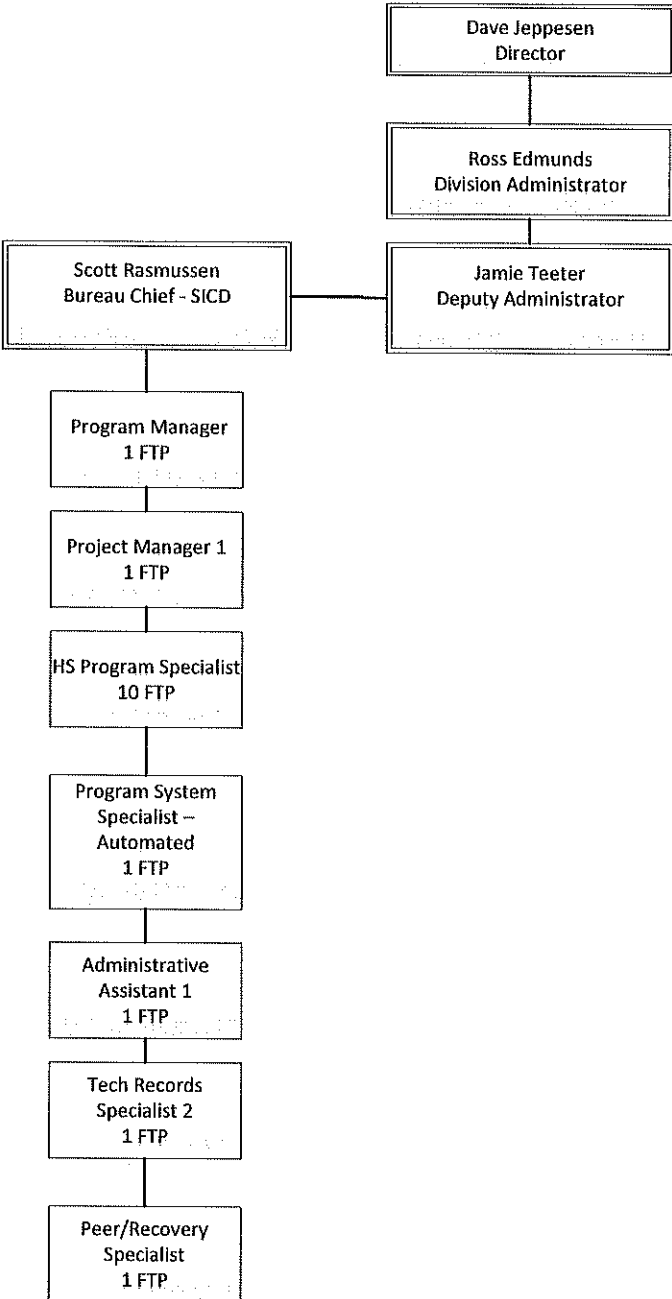 Dave Jeppesen
Director
Ross Edmunds
Division Administrator
Scott Rasmussen
Bureau Chief - SICD
Jamie Teeter
Deputy Administrator
Program Manager
1 FTP
Project Manager 1
1 FTP
HS Program Specialist
10 FTP
Program System
Specialist –
Automated
1 FTP
Administrative
Assistant 1
1 FTP
Tech Records
Specialist 2
1 FTP
Peer/Recovery
Specialist
1 FTP